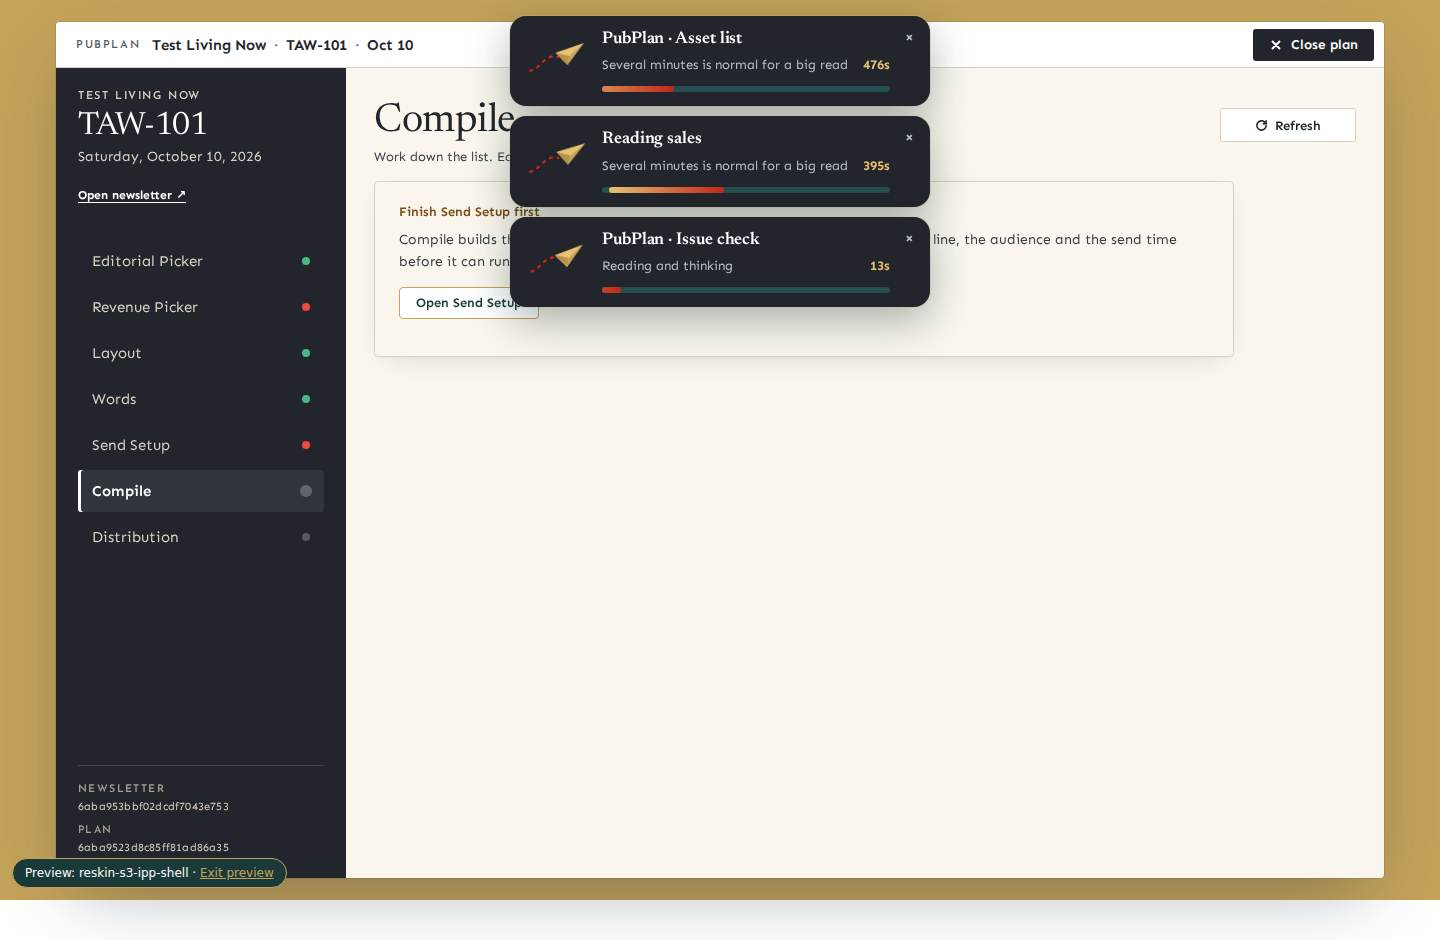 PUBPLAN Test Living Now · TAW-101 · Oct 10
Close plan
PubPlan · Asset list
Several minutes is normal for a big read 476s
Reading sales
Several minutes is normal for a big read 395s
PubPlan · Issue check
Reading and thinking 13s
TEST LIVING NOW
TAW-101
Saturday, October 10, 2026
Open newsletter ↗
Editorial Picker
Revenue Picker
Layout
Words
Send Setup
Compile
Distribution
NEWSLETTER
6aba953bbf02dcdf7043e753
PLAN
6aba9523d8c85ff81ad86a35
Preview: reskin-s3-ipp-shell · Exit preview
Compile
Refresh
Work down the list.
Finish Send Setup first
Compile builds line, the audience and the send time
before it can run
Open Send Setup